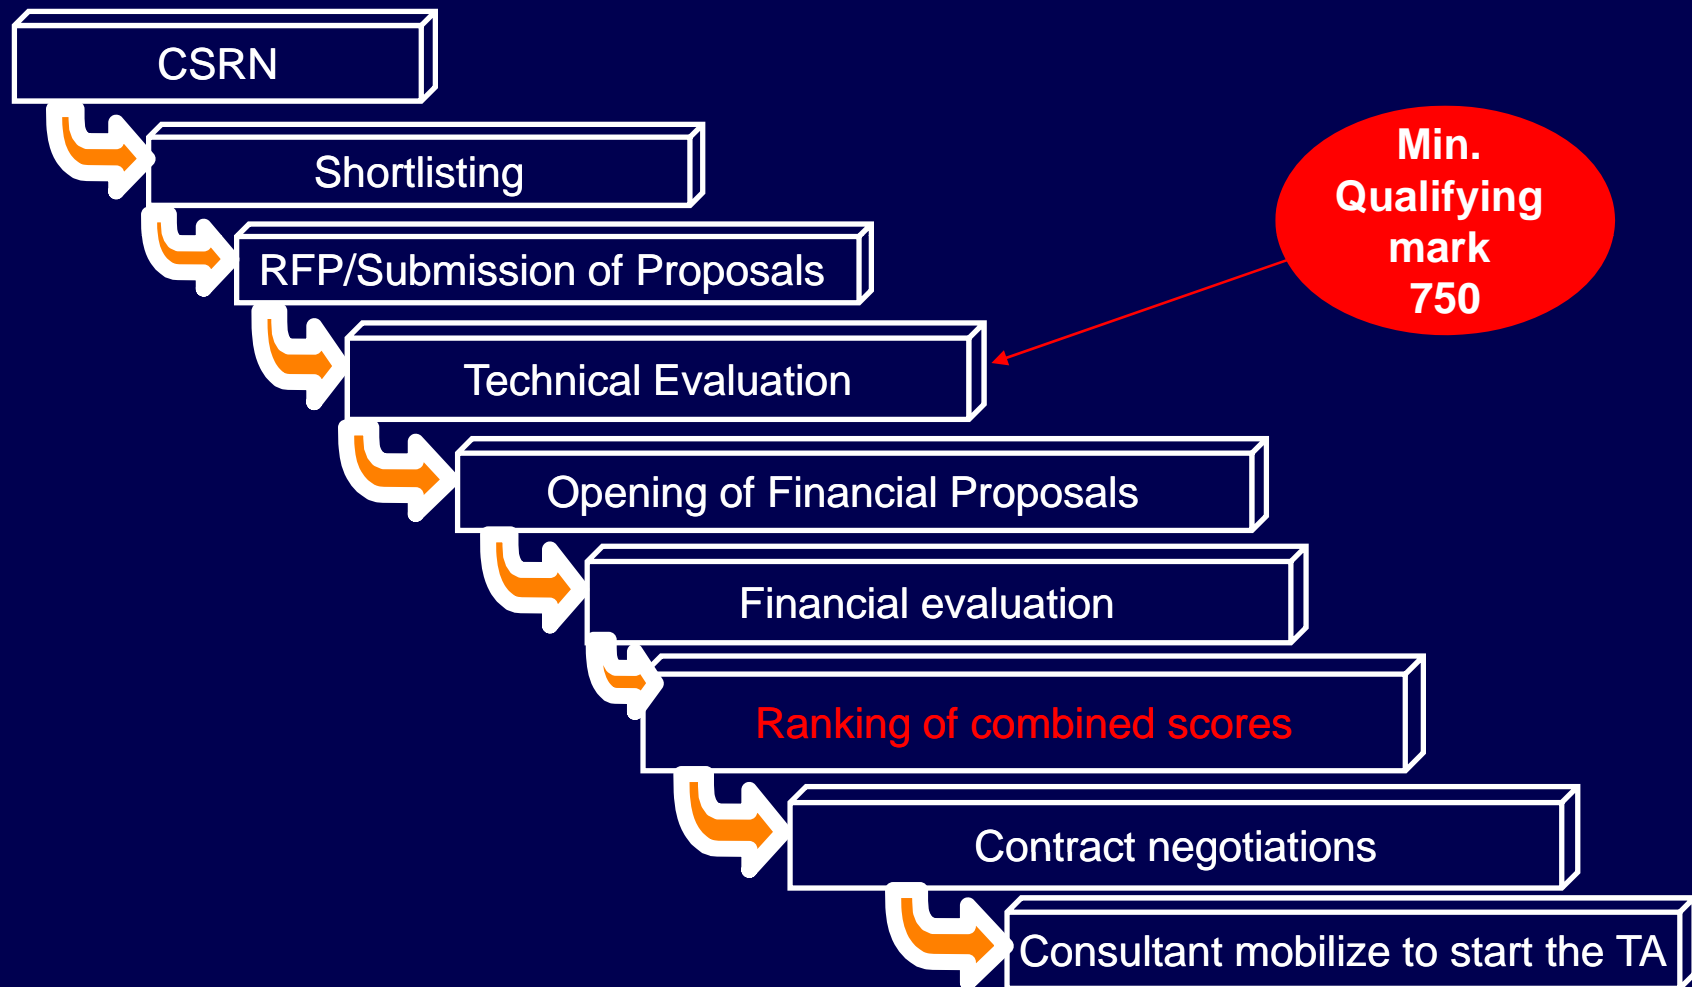 CSRN
Shortlisting
RFP/Submission of Proposals
Technical Evaluation
Opening of Financial Proposals
Financial evaluation
Ranking of combined scores
Contract negotiations
Consultant mobilize to start the TA
Min.
Qualifying
mark
750